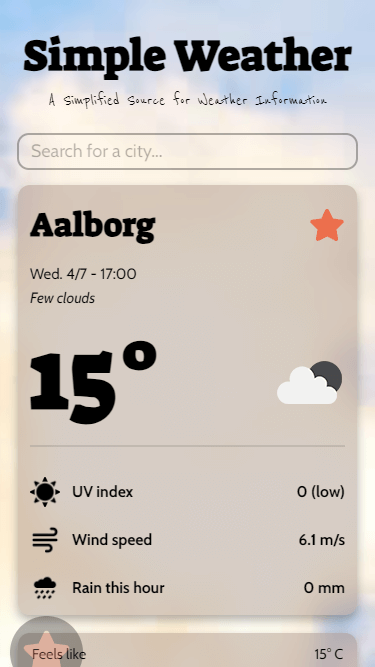 Simple Weather
A Simplified Source for Weather Information
Search for a city...
Aalborg
Wed. 4/7 - 17:00
Few clouds
15°
UV index 0 (low)
Wind speed 6.1 m/s
Rain this hour 0 mm
Feels like 15° C